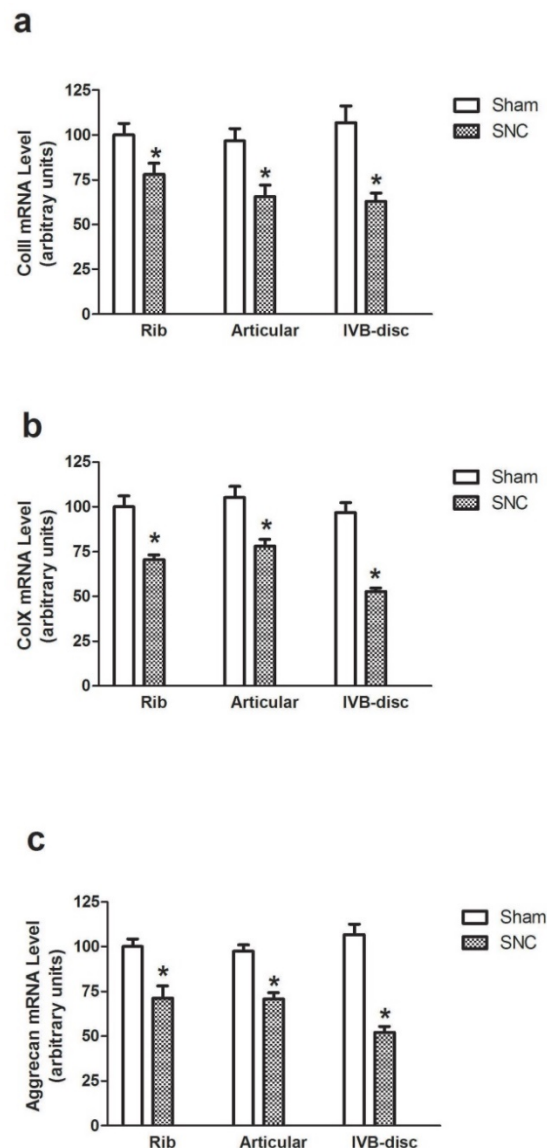 a
125
100
75
50
25
0
ColII mRNA Level
(arbitray units)
*
*
*
Rib Articular IVB-disc
Sham
SNC
b
125
100
75
50
25
0
ColX mRNA Level
(arbitrary units)
*
*
*
Rib Articular IVB-disc
Sham
SNC
c
125
100
75
50
25
0
Aggrecan mRNA Level
(arbitrary units)
*
*
*
Rib Articular IVB-disc
Sham
SNC